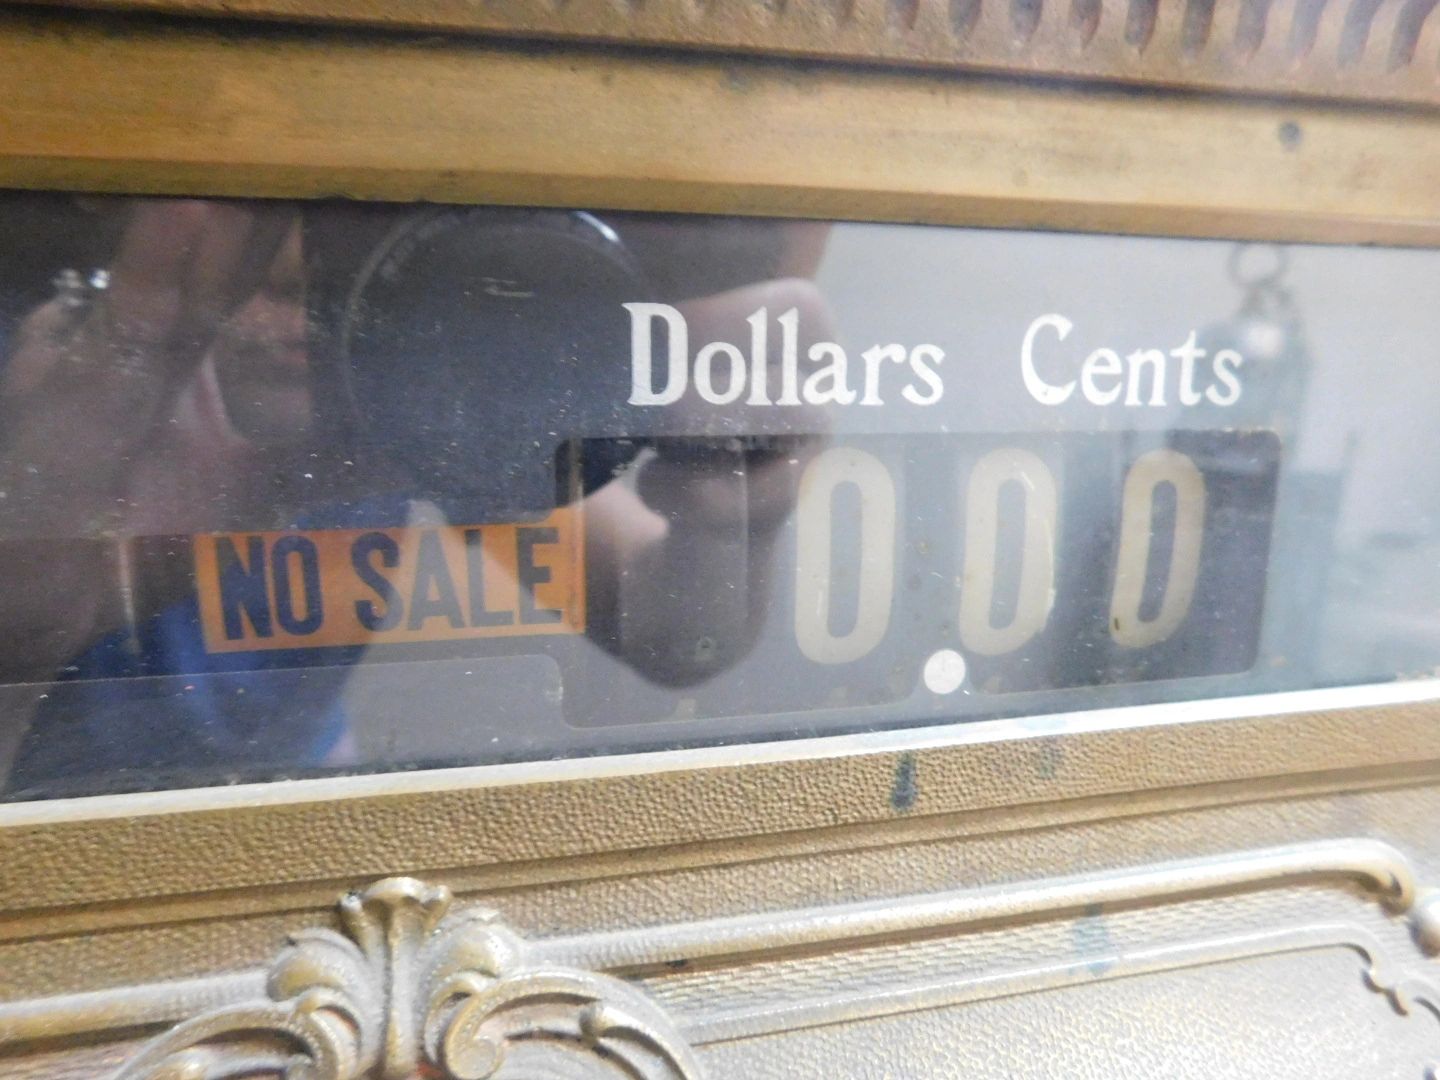 Dollars Cents
NO SALE 0.00